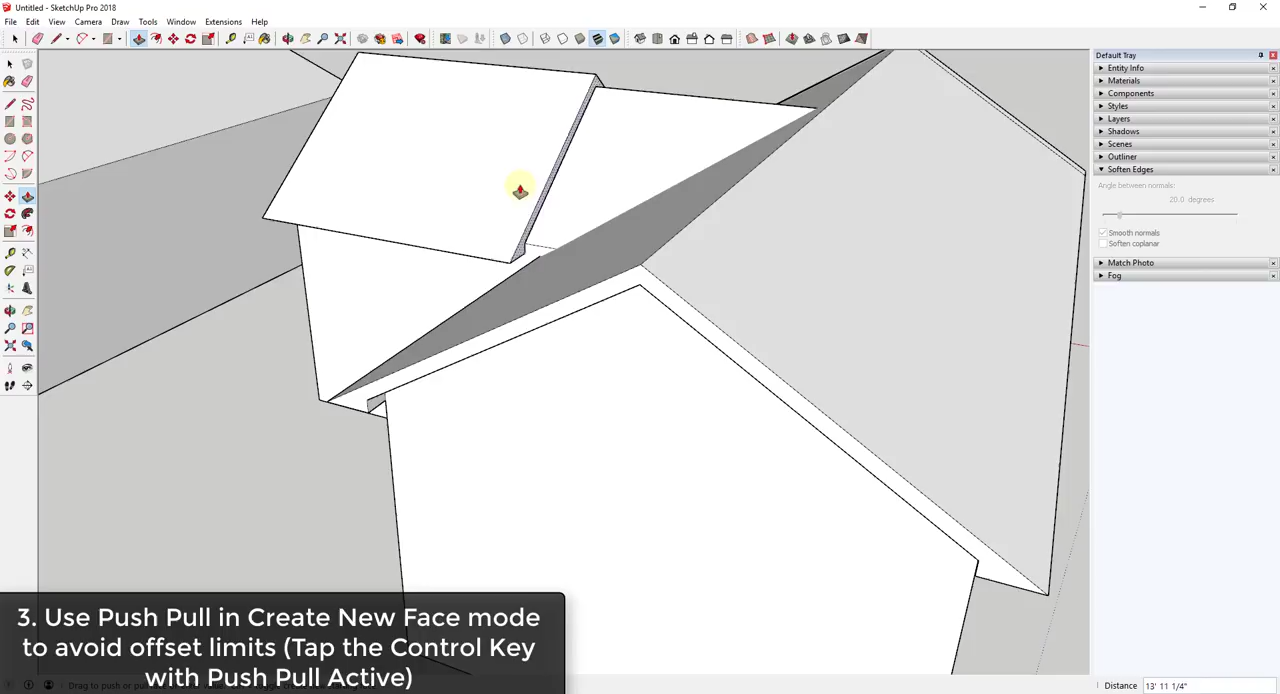 Untitled - SketchUp Pro 2018
File Edit View Camera Draw Tools Window Extensions Help
Default Tray
Entity Info
Materials
Components
Styles
Layers
Shadows
Scenes
Outliner
Soften Edges
Angle between normals:
20.0 degrees
Smooth normals
Soften coplanar
Match Photo
Fog
3. Use Push Pull in Create New Face mode
to avoid offset limits (Tap the Control Key
with Push Pull Active)
Distance 13' 11 1/4"